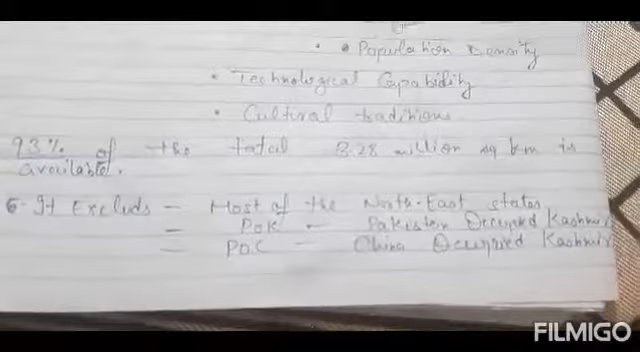 • • Population Density
• Technological Capability
• Cultural traditions
93% of the total 3.28 million sq km is
available.
6- It Excluds - Most of the North-East states
- POK - Pakistan Occupied Kashmir
- POC - China Occupied Kashmir
FILMIGO